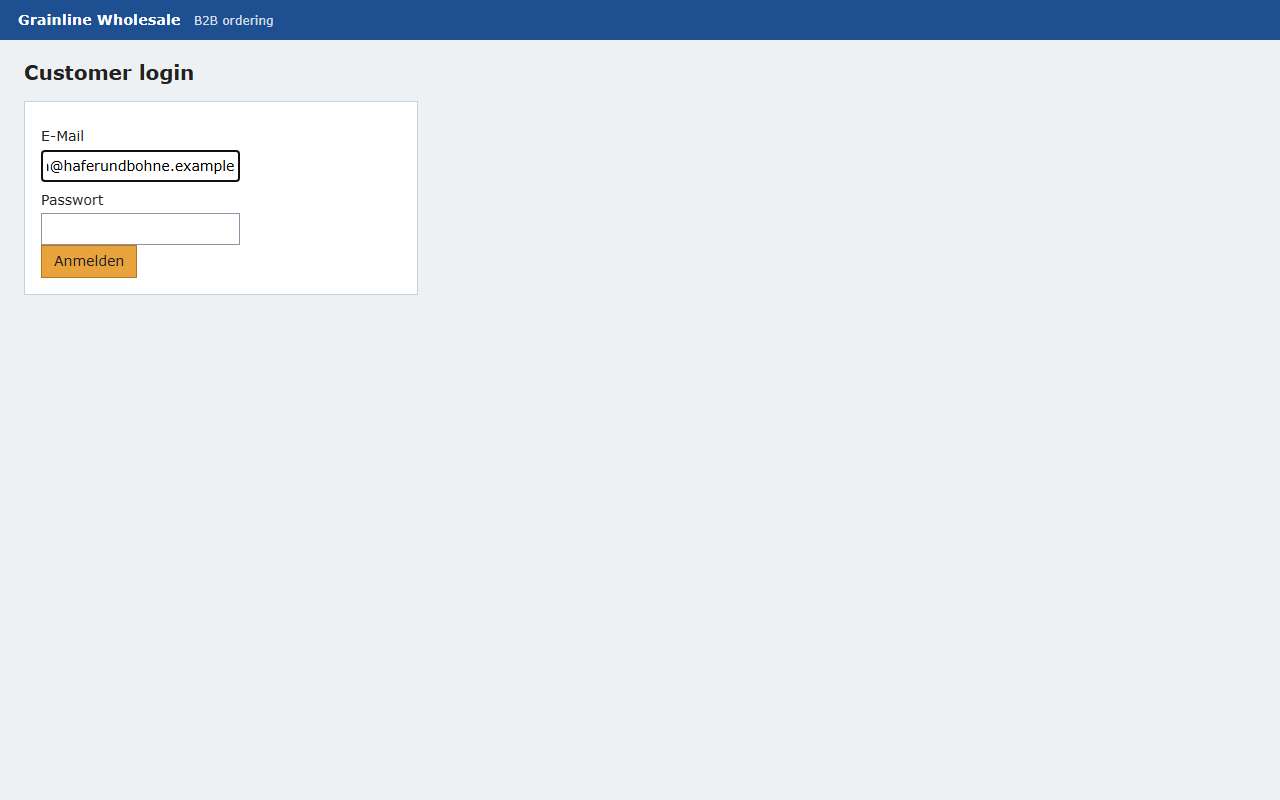 Grainline Wholesale B2B ordering
Customer login
E-Mail
@haferundbohne.example
Passwort
Anmelden